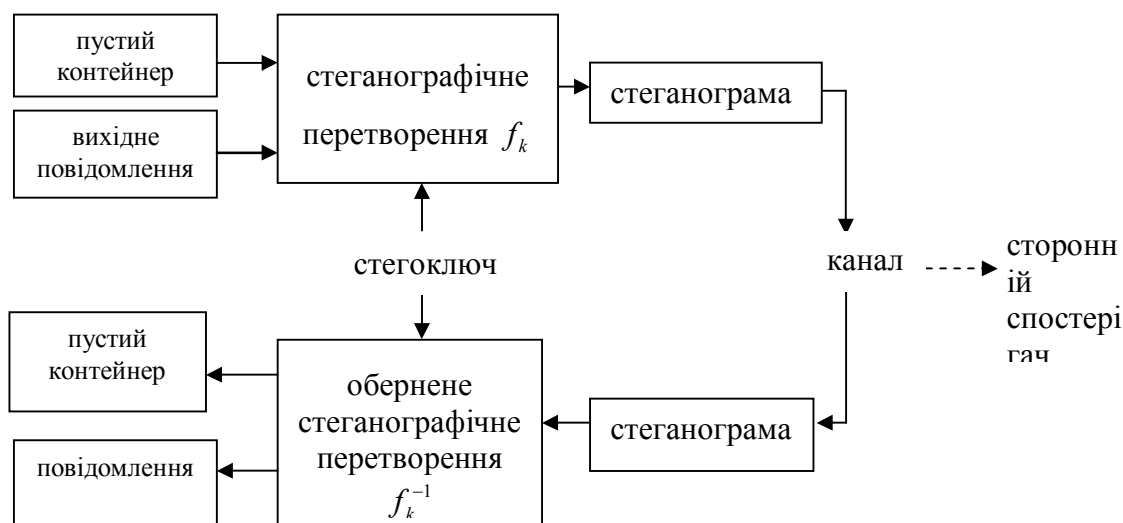 пустий
контейнер
вихідне
повідомлення
стеганографічне
перетворення f_k
стеганограма
стегоключ
канал
сторонн
ій
спостері
гач
пустий
контейнер
повідомлення
обернене
стеганографічне
перетворення
f_k^{-1}
стеганограма